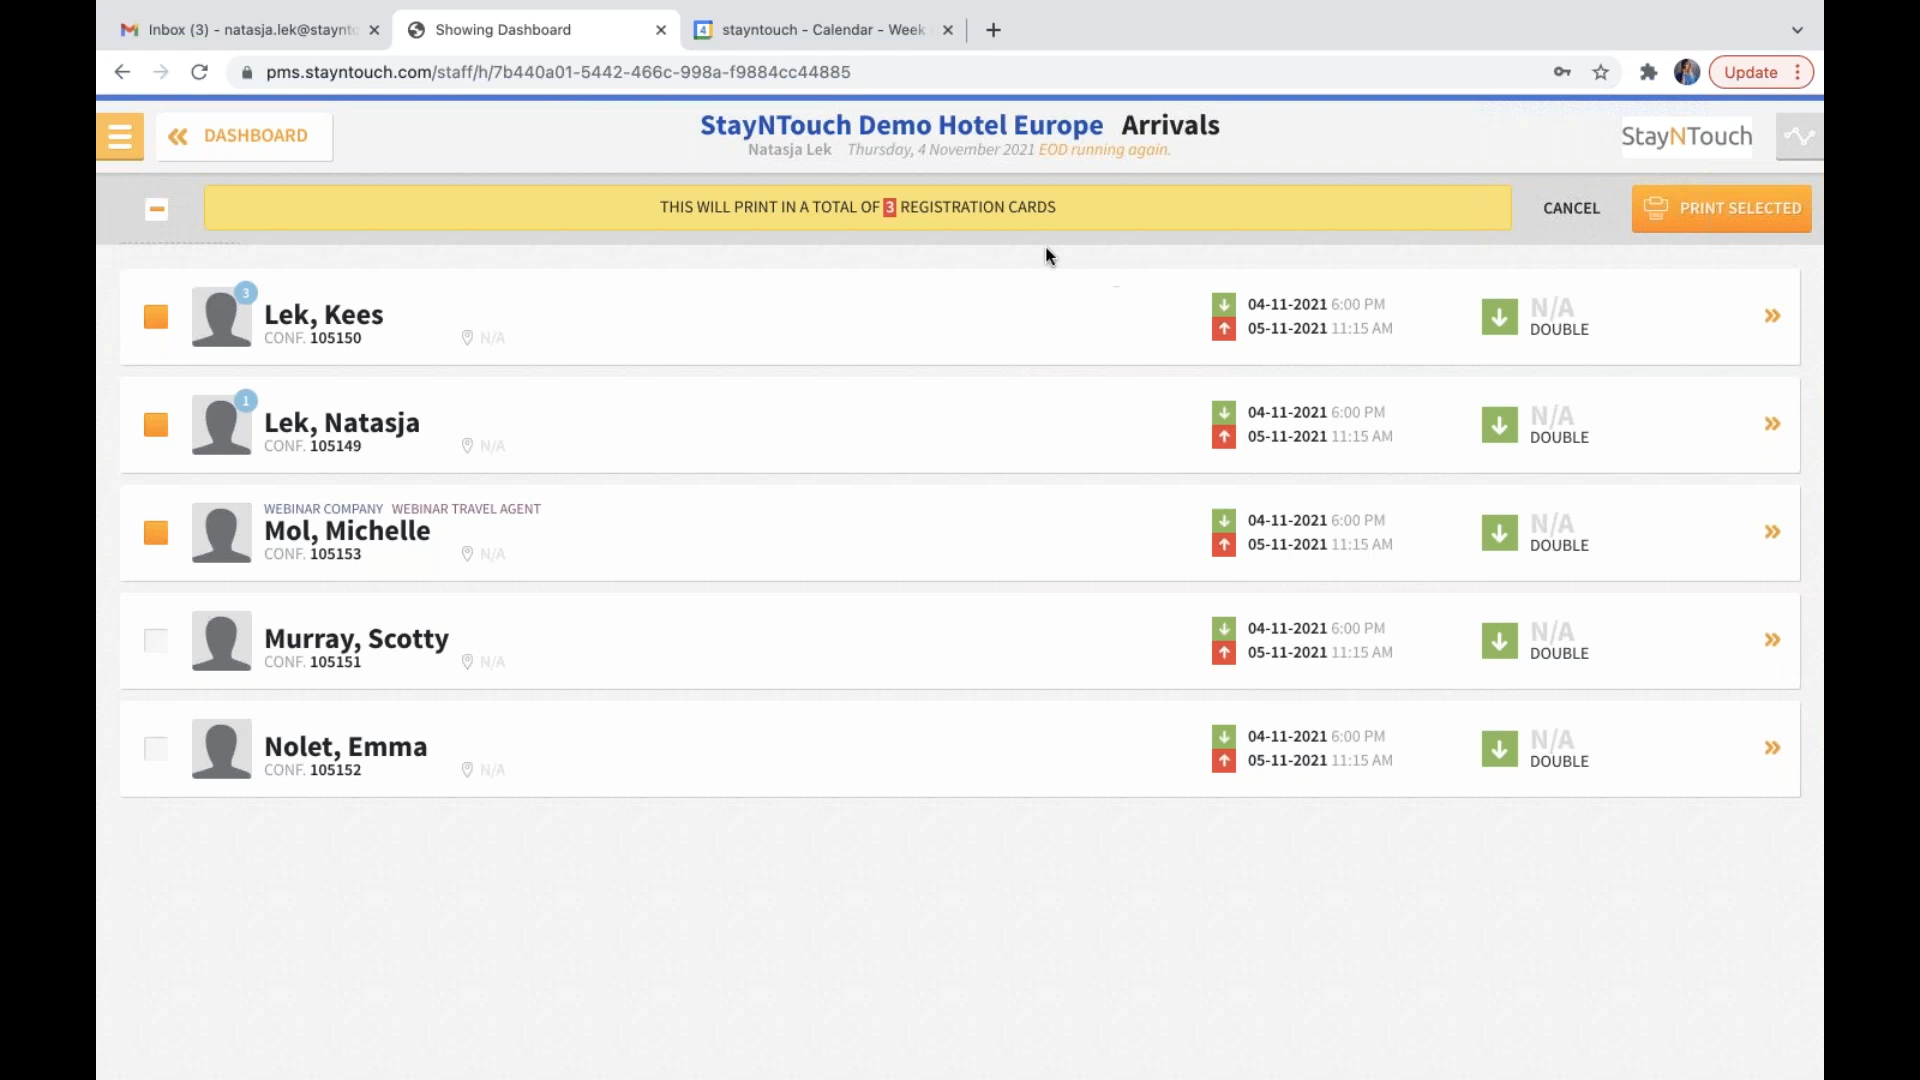 Inbox (3) - natasja.lek@staynto
Showing Dashboard
4
stayntouch - Calendar - Week
pms.stayntouch.com/staff/h/7b440a01-5442-466c-998a-f9884cc44885
Update
DASHBOARD
StayNTouch Demo Hotel Europe Arrivals
Natasja Lek Thursday, 4 November 2021 EOD running again.
StayNTouch
THIS WILL PRINT IN A TOTAL OF 3 REGISTRATION CARDS
CANCEL
PRINT SELECTED
3
Lek, Kees
CONF. 105150
N/A
04-11-2021 6:00 PM
05-11-2021 11:15 AM
N/A
DOUBLE
1
Lek, Natasja
CONF. 105149
N/A
04-11-2021 6:00 PM
05-11-2021 11:15 AM
N/A
DOUBLE
WEBINAR COMPANY WEBINAR TRAVEL AGENT
Mol, Michelle
CONF. 105153
N/A
04-11-2021 6:00 PM
05-11-2021 11:15 AM
N/A
DOUBLE
Murray, Scotty
CONF. 105151
N/A
04-11-2021 6:00 PM
05-11-2021 11:15 AM
N/A
DOUBLE
Nolet, Emma
CONF. 105152
N/A
04-11-2021 6:00 PM
05-11-2021 11:15 AM
N/A
DOUBLE